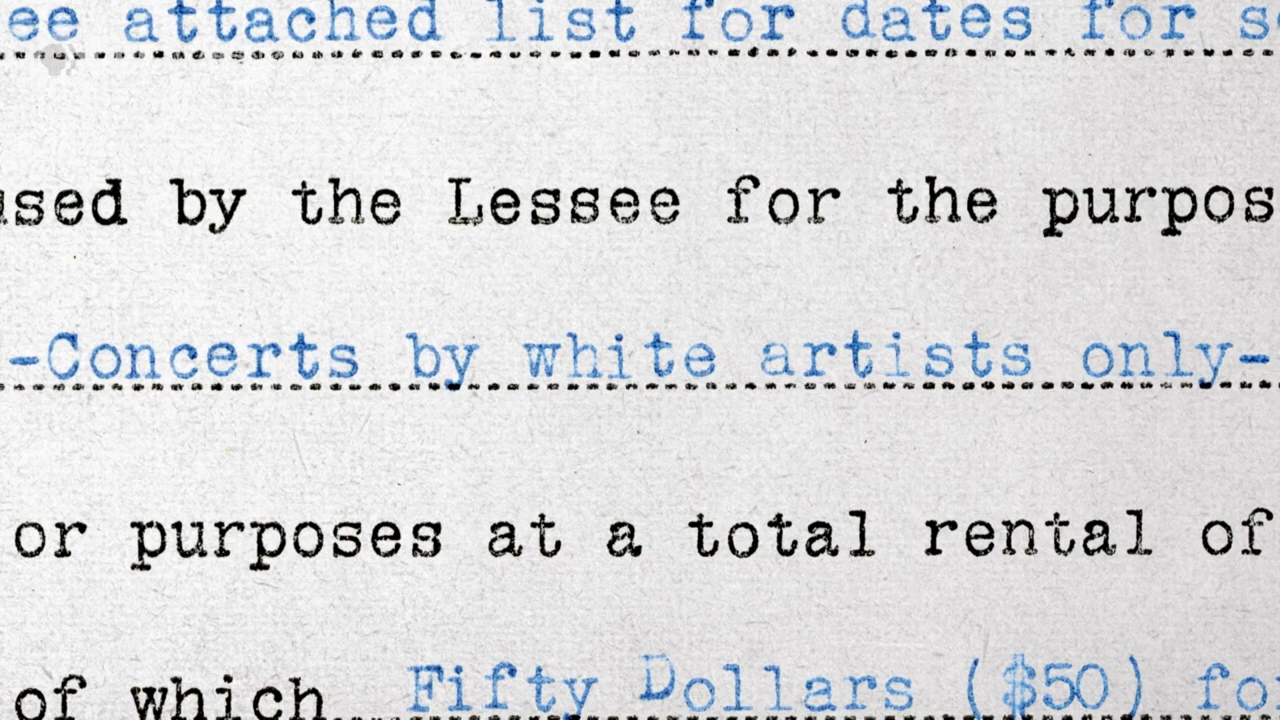 ee attached list for dates for s
used by the Lessee for the purpos
-Concerts by white artists only-
or purposes at a total rental of
of which Fifty Dollars ($50) fo